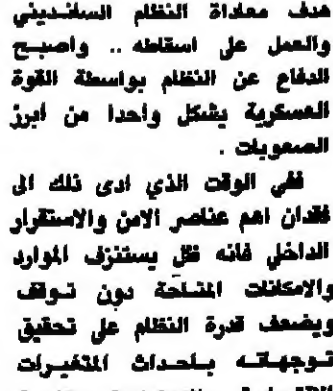 هدف معاداة النظام الساندديني
والعمل على اسقاطه .. واصبح
الدفاع عن النظام بواسطة القوة
العسكرية يشكل واحدا من ابرز
الصعوبات .
ففي الوقت الذي ادى ذلك الى
فقدان اهم عناصر الامن والاستقرار
الداخلي فانه ظل يستنزف الموارد
والامكانات المتاحة دون توقف
ويضعف قدرة النظام على تحقيق
توجهاته باحداث المتغيرات